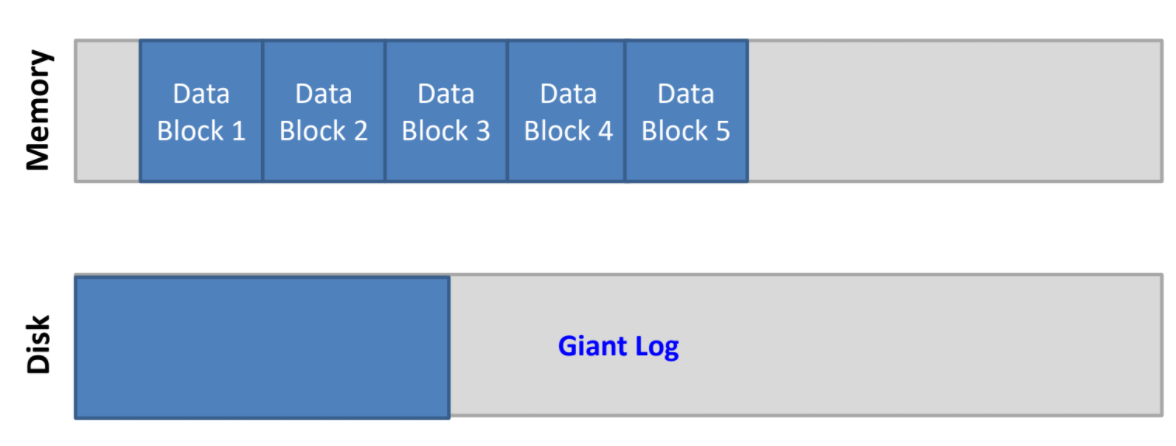 Memory
Data
Block 1
Data
Block 2
Data
Block 3
Data
Block 4
Data
Block 5
Disk
Giant Log